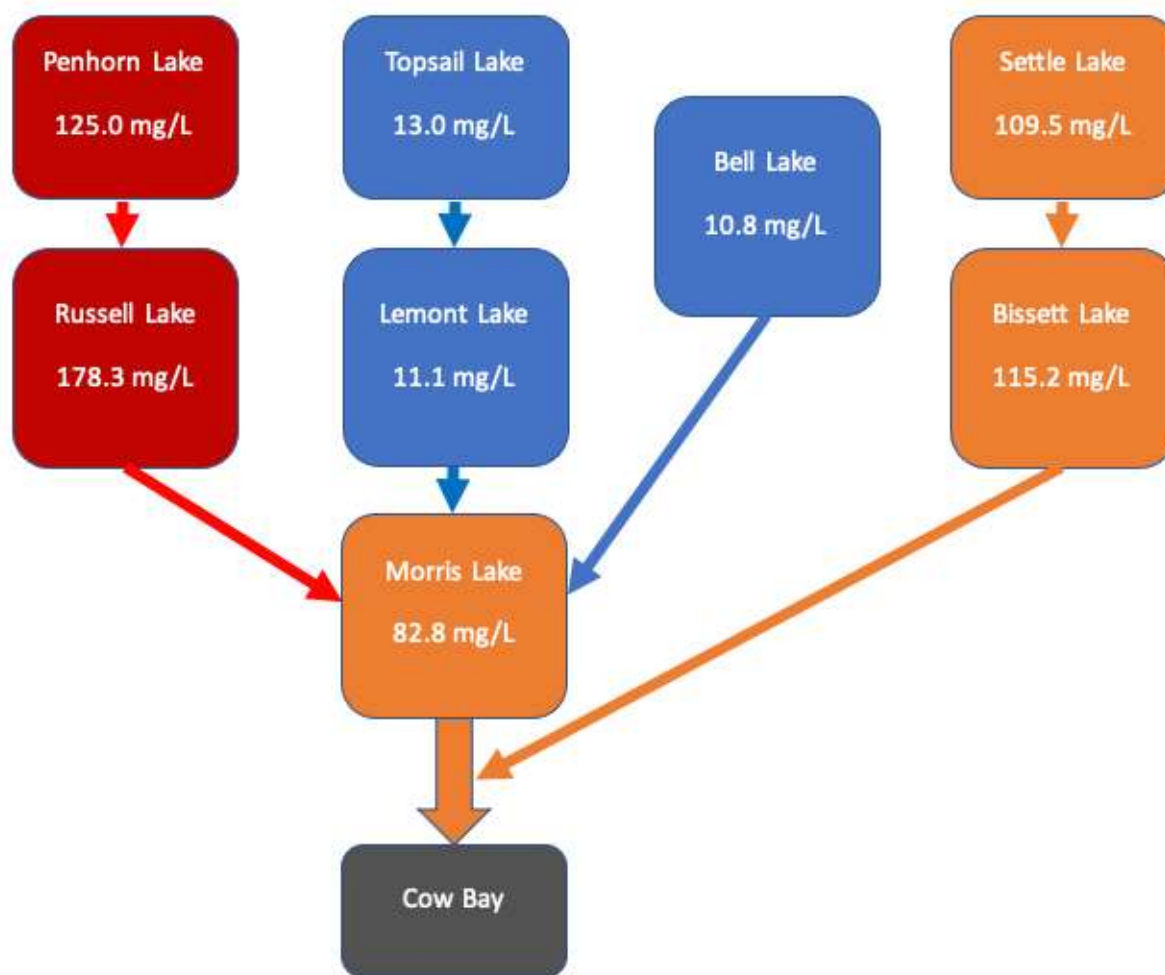 Penhorn Lake
125.0 mg/L
Topsail Lake
13.0 mg/L
Bell Lake
10.8 mg/L
Settle Lake
109.5 mg/L
Russell Lake
178.3 mg/L
Lemont Lake
11.1 mg/L
Bissett Lake
115.2 mg/L
Morris Lake
82.8 mg/L
Cow Bay